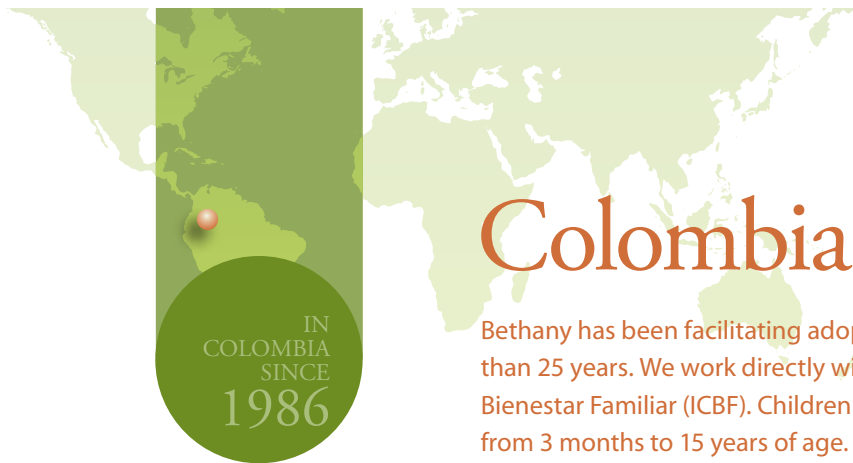 Colombia
Bethany has been facilitating
than 25 years. We work directly
Bienestar Familiar (ICBF). Children
from 3 months to 15 years of age.
IN
COLOMBIA
SINCE
1986